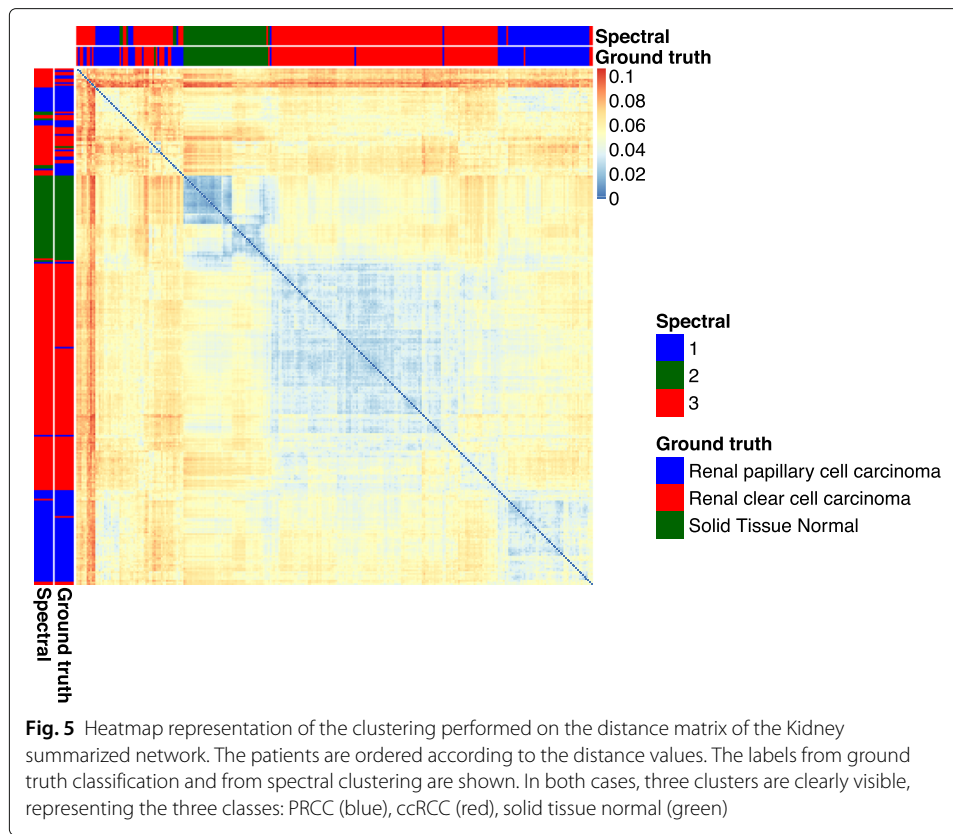 Spectral
Ground truth
0.1
0.08
0.06
0.04
0.02
0
Spectral
1
2
3
Ground truth
Renal papillary cell carcinoma
Renal clear cell carcinoma
Solid Tissue Normal
Ground truth
Spectral
Fig. 5 Heatmap representation of the clustering performed on the distance matrix of the Kidney
summarized network. The patients are ordered according to the distance values. The labels from ground
truth classification and from spectral clustering are shown. In both cases, three clusters are clearly visible,
representing the three classes: PRCC (blue), ccRCC (red), solid tissue normal (green)